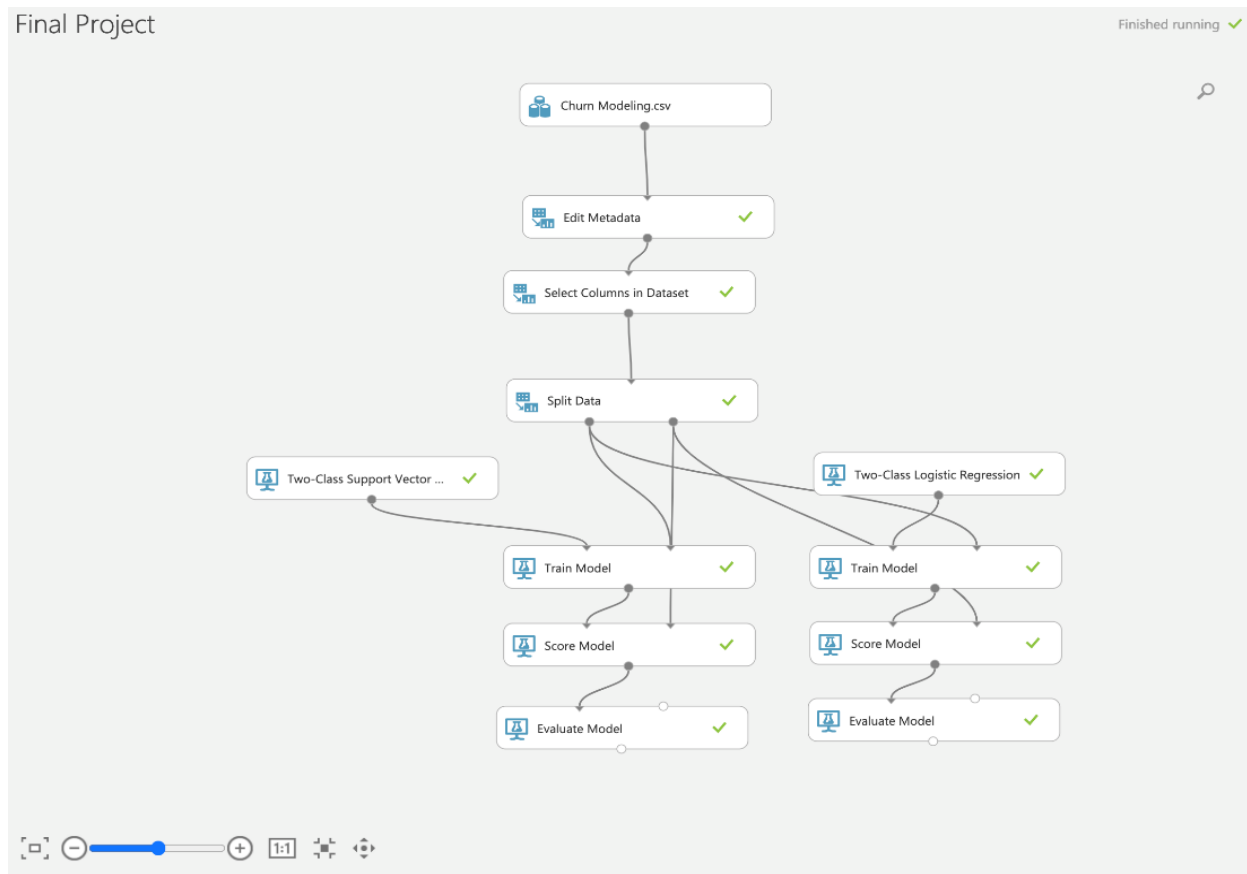 Final Project
Finished running
Churn Modeling.csv
Edit Metadata
Select Columns in Dataset
Split Data
Two-Class Support Vector ...
Two-Class Logistic Regression
Train Model
Train Model
Score Model
Score Model
Evaluate Model
Evaluate Model
1:1